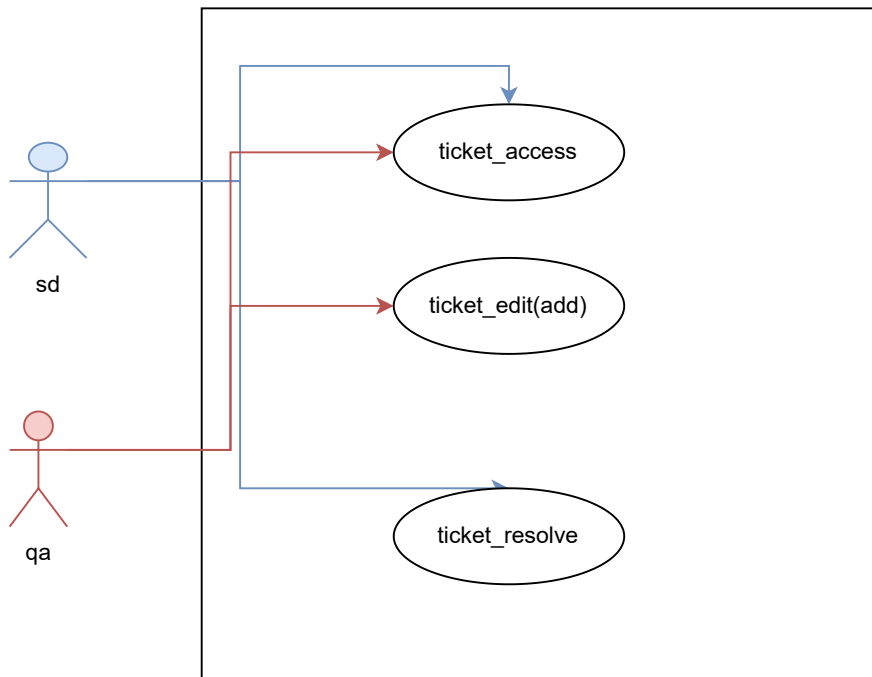 ticket_access
sd
ticket_edit(add)
qa
ticket_resolve